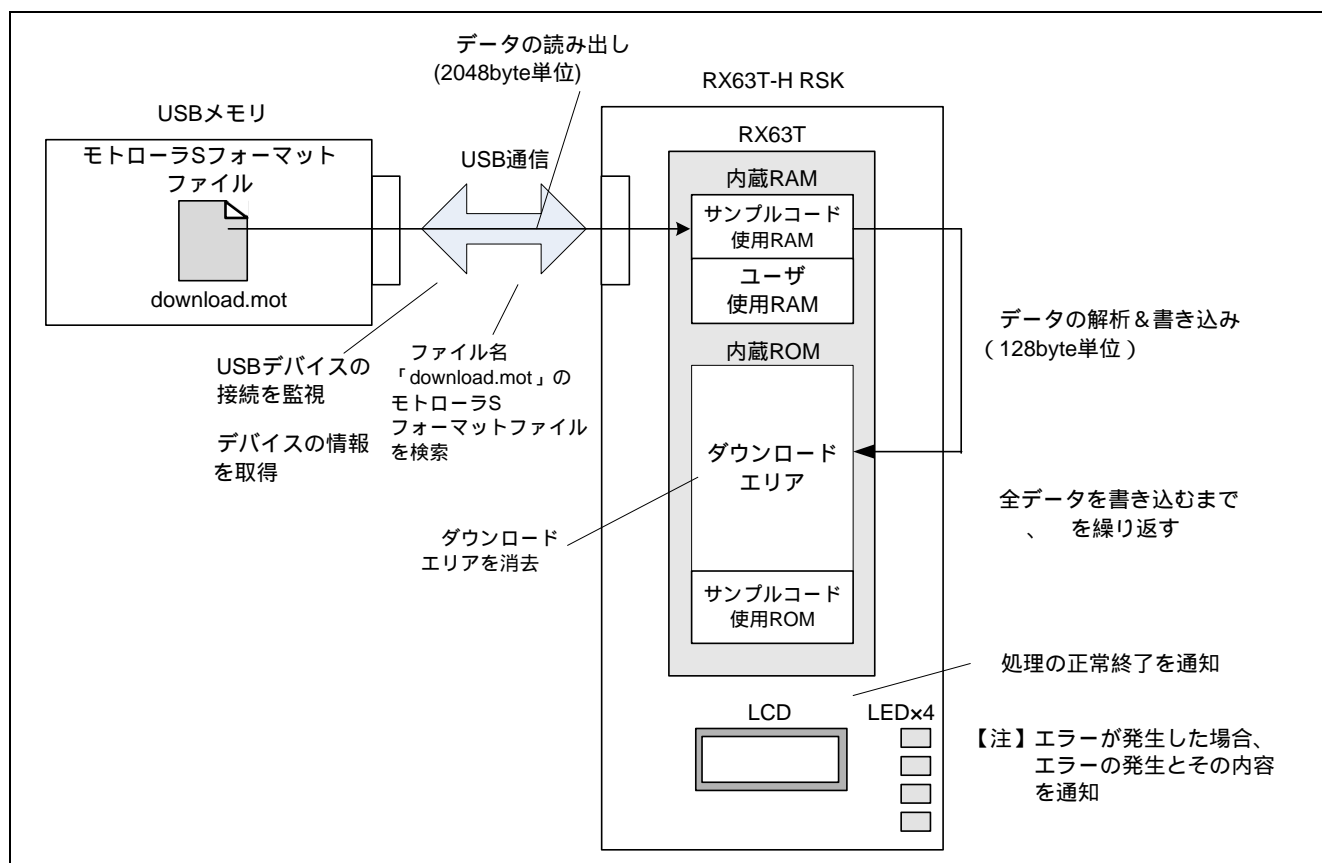 データの読み出し
(2048byte単位)
RX63T-H RSK
USBメモリ
モトローラSフォーマット
ファイル
download.mot
USB通信
RX63T
内蔵RAM
サンプルコード
使用RAM
ユーザ
使用RAM
データの解析&書き込み
(128byte単位)
USBデバイスの
接続を監視
デバイスの情報
を取得
ファイル名
「download.mot」の
モトローラS
フォーマットファイル
を検索
内蔵ROM
ダウンロード
エリア
ダウンロード
エリアを消去
全データを書き込むまで
、 を繰り返す
サンプルコード
使用ROM
処理の正常終了を通知
LCD
LED×4
【注】エラーが発生した場合、
エラーの発生とその内容
を通知